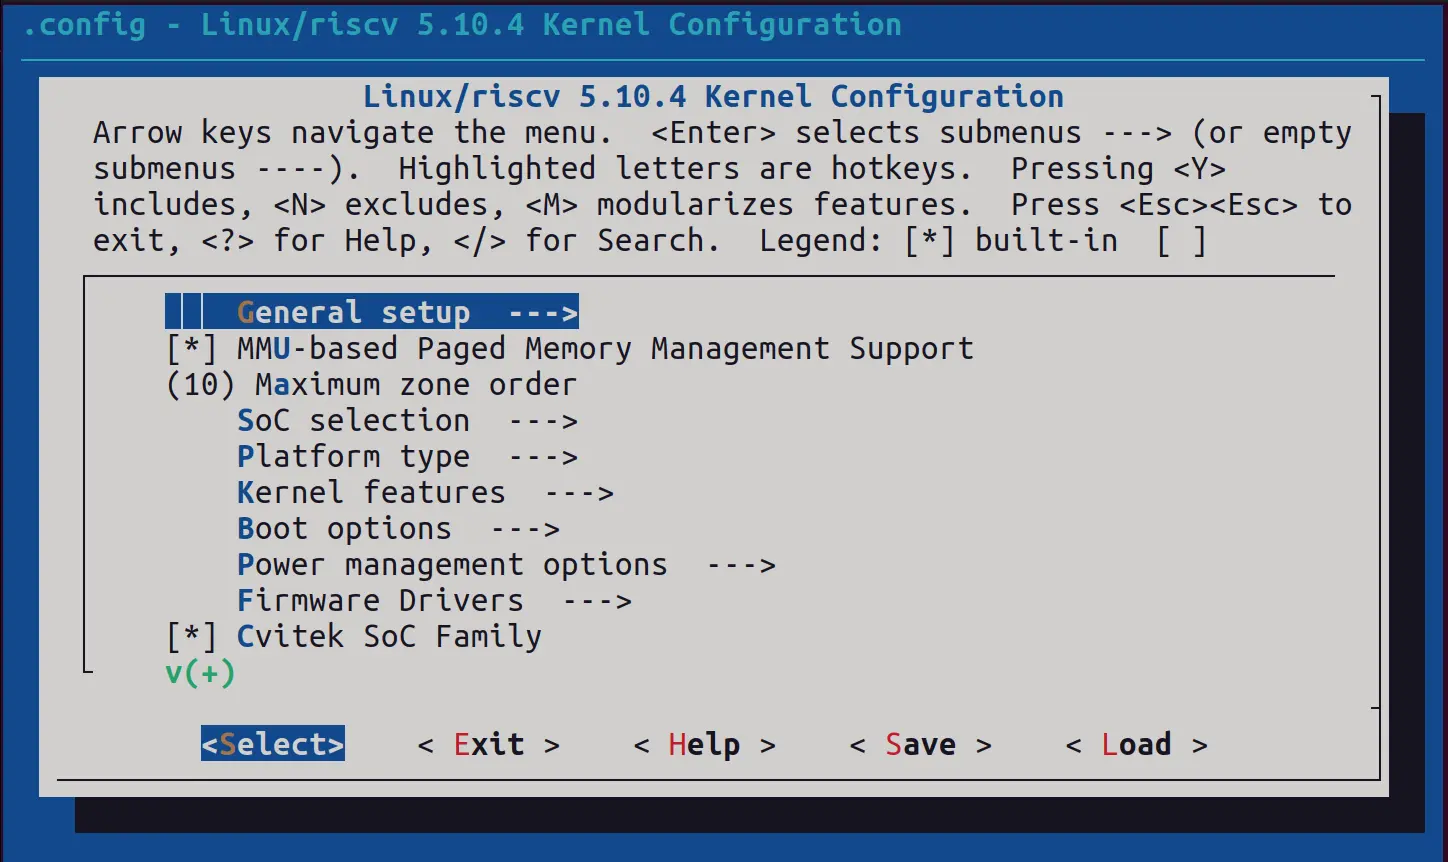 .config - Linux/riscv 5.10.4 Kernel Configuration
Linux/riscv 5.10.4 Kernel Configuration
Arrow keys navigate the menu.  <Enter> selects submenus ---> (or empty
submenus ----).  Highlighted letters are hotkeys.  Pressing <Y>
includes, <N> excludes, <M> modularizes features.  Press <Esc><Esc> to
exit, <?> for Help, </> for Search.  Legend: [*] built-in  [ ]
General setup  --->
[*] MMU-based Paged Memory Management Support
(10) Maximum zone order
SoC selection  --->
Platform type  --->
Kernel features  --->
Boot options  --->
Power management options  --->
Firmware Drivers  --->
[*] Cvitek SoC Family
v(+)
<Select>    < Exit >    < Help >    < Save >    < Load >